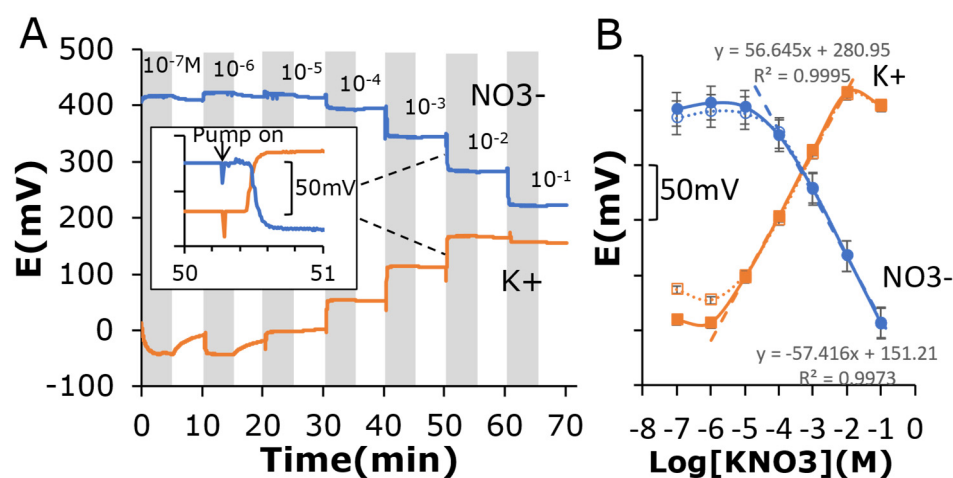 A
500
400
300
200
100
0
-100
E(mV)
10-7M
10-6
10-5
10-4
10-3
10-2
10-1
NO3-
K+
Pump on
50mV
50
51
0 10 20 30 40 50 60 70
Time(min)
B
y = 56.645x + 280.95
R² = 0.9995
K+
E(mV)
50mV
NO3-
y = -57.416x + 151.21
R² = 0.9973
-8 -7 -6 -5 -4 -3 -2 -1 0
Log[KNO3](M)